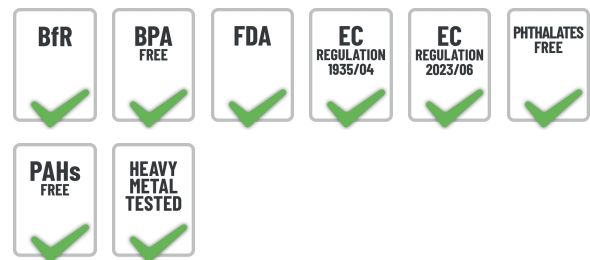 BfR
BPA
FREE
FDA
EC
REGULATION
1935/04
EC
REGULATION
2023/06
PHTHALATES
FREE
PAHs
FREE
HEAVY
METAL
TESTED